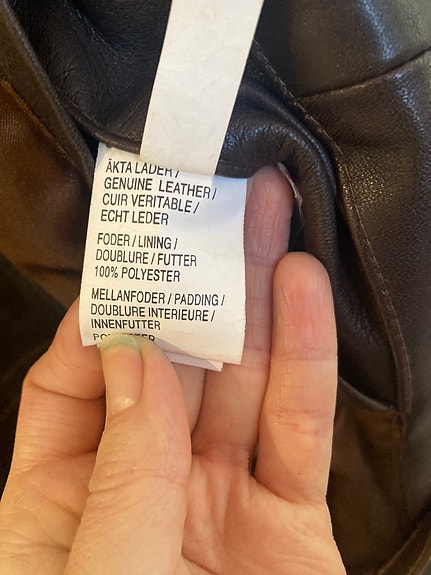 ÄKTA LÄDER /
GENUINE LEATHER /
CUIR VERITABLE /
ECHT LEDER
FODER / LINING /
DOUBLURE / FUTTER
100% POLYESTER
MELLANFODER / PADDING /
DOUBLURE INTERIEURE /
INNENFUTTER